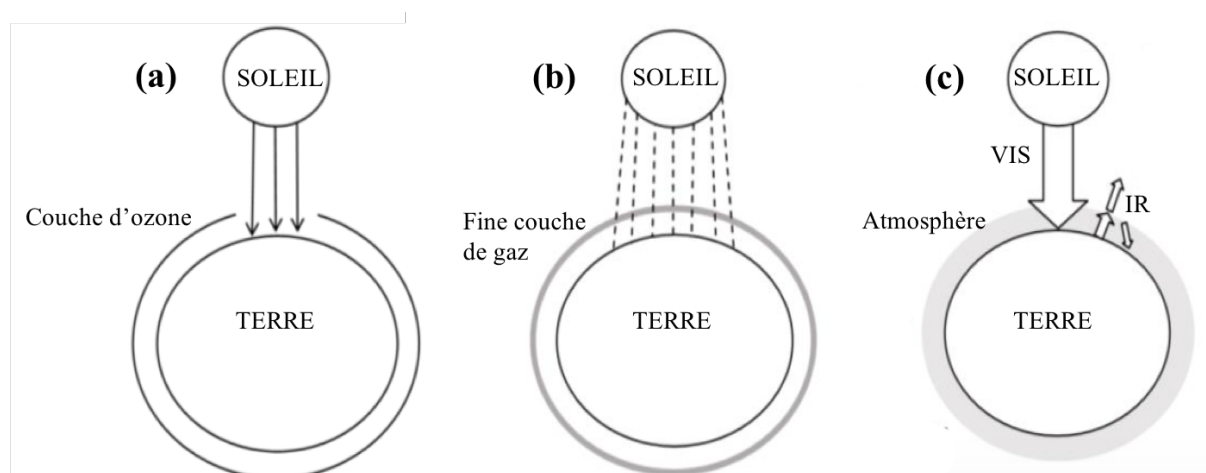 (a)
SOLEIL
Couche d’ozone
TERRE
(b)
SOLEIL
Fine couche
de gaz
TERRE
(c)
SOLEIL
VIS
IR
Atmosphère
TERRE